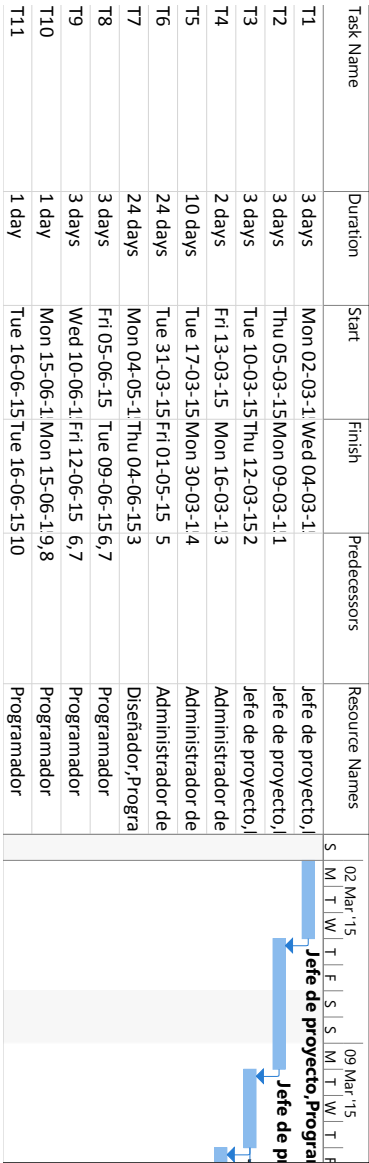 Task Name Duration Start Finish Predecessors Resource Names
T1 3 days Mon 02-03-1 Wed 04-03-1 Jefe de proyecto,
T2 3 days Thu 05-03-15 Mon 09-03-1 1 Jefe de proyecto,
T3 3 days Tue 10-03-15 Thu 12-03-15 2 Jefe de proyecto,
T4 2 days Fri 13-03-15 Mon 16-03-1 3 Administrador de
T5 10 days Tue 17-03-15 Mon 30-03-1 4 Administrador de
T6 24 days Tue 31-03-15 Fri 01-05-15 5 Administrador de
T7 24 days Mon 04-05-1 Thu 04-06-15 3 Diseñador,Progra
T8 3 days Fri 05-06-15 Tue 09-06-15 6,7 Programador
T9 3 days Wed 10-06-1 Fri 12-06-15 6,7 Programador
T10 1 day Mon 15-06-1 Mon 15-06-1 9,8 Programador
T11 1 day Tue 16-06-15 Tue 16-06-15 10 Programador
02 Mar '15 09 Mar '15
S M T W T F S S M T W T F
Jefe de proyecto,Progra
Jefe de p